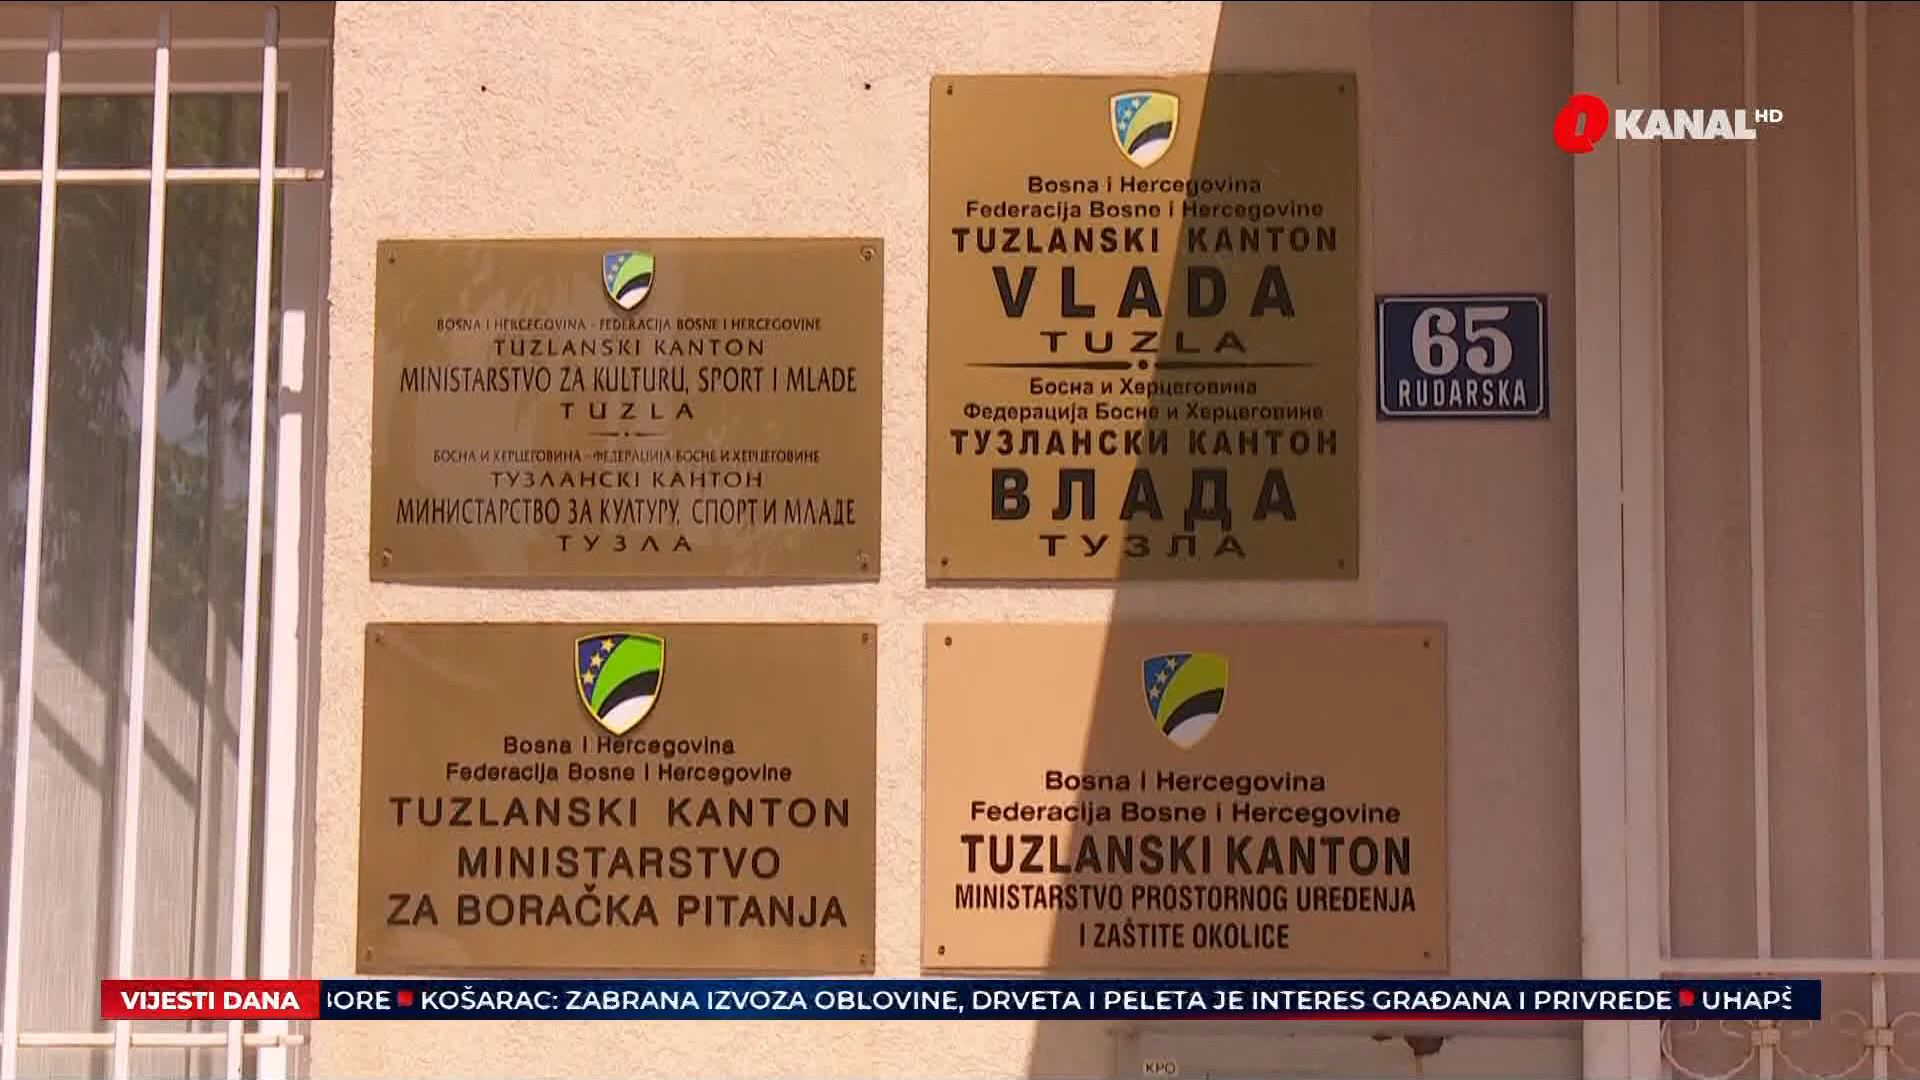 Q KANAL HD
BOSNA I HERCEGOVINA - FEDERACIJA BOSNE I HERCEGOVINE
TUZLANSKI KANTON
MINISTARSTVO ZA KULTURU, SPORT I MLADE
TUZLA
БОСНА И ХЕРЦЕГОВИНА - ФЕДЕРАЦИЈА БОСНЕ И ХЕРЦЕГОВИНЕ
ТУЗЛАНСКІ КАНТОН
МИНИСТАРСТВО ЗА КУЛТУРУ, СПОРТ И МЛАДЕ
ТУЗЛА
Bosna i Hercegovina
Federacija Bosne i Hercegovine
TUZLANSKI KANTON
VLADA
TUZLA
Босна и Херцеговина
Федерација Босне и Херцеговине
ТУЗЛАНСКИ КАНТОН
ВЛАДА
ТУЗЛА
65
RUDARSKA
Bosna i Hercegovina
Federacija Bosne i Hercegovine
TUZLANSKI KANTON
MINISTARSTVO
ZA BORAČKA PITANJA
Bosna i Hercegovina
Federacija Bosne i Hercegovine
TUZLANSKI KANTON
MINISTARSTVO PROSTORNOG UREĐENJA
I ZAŠTITE OKOLICE
VIJESTI DANA BORE KOŠARAC: ZABRANA IZVOZA OBLOVINE, DRVETA I PELETA JE INTERES GRAĐANA I PRIVREDE UHAPŠ
KPO